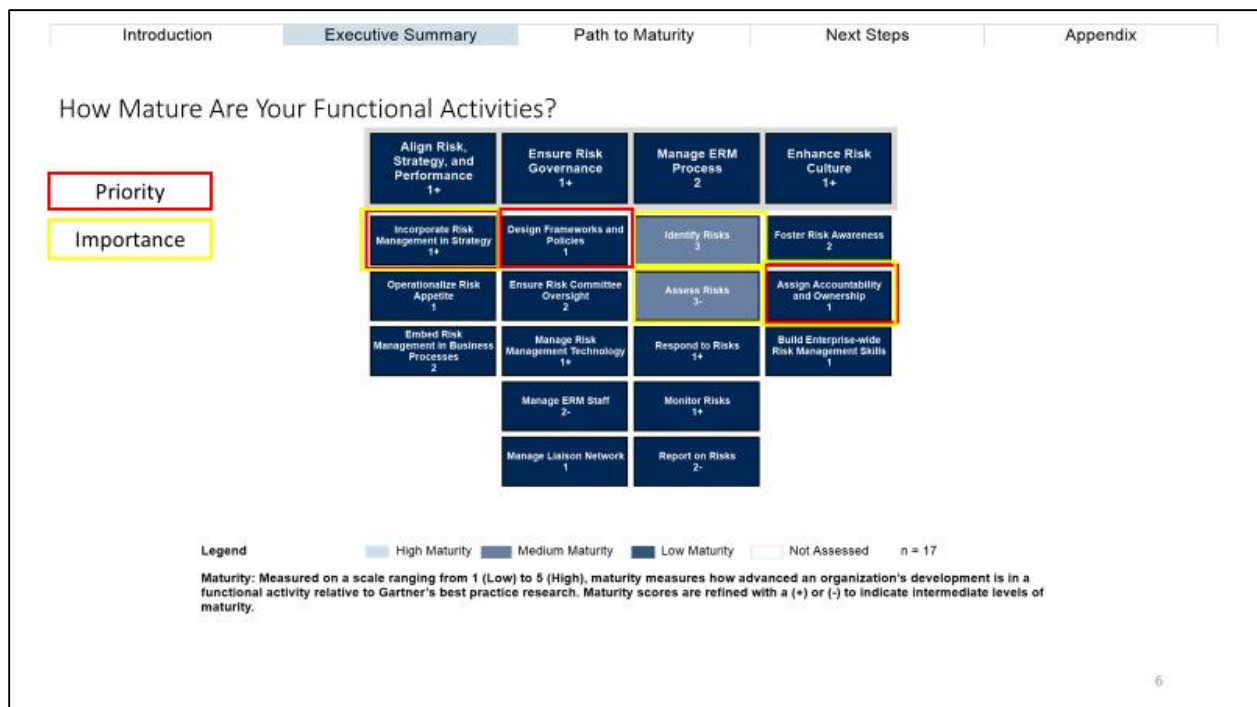 Introduction
Executive Summary
Path to Maturity
Next Steps
Appendix
How Mature Are Your Functional Activities?
Priority
Importance
Align Risk,
Strategy, and
Performance
1+
Ensure Risk
Governance
1+
Manage ERM
Process
2
Enhance Risk
Culture
1+
Incorporate Risk
Management in Strategy
1+
Design Frameworks and
Policies
1
Identify Risks
3
Foster Risk Awareness
2
Operationalize Risk
Appetite
1
Ensure Risk Committee
Oversight
2
Assess Risks
3-
Assign Accountability
and Ownership
1
Embed Risk
Management in Business
Processes
2
Manage Risk
Management Technology
1+
Respond to Risks
1+
Build Enterprise-wide
Risk Management Skills
1
Manage ERM Staff
2-
Monitor Risks
1+
Manage Liaison Network
1
Report on Risks
2-
Legend
High Maturity
Medium Maturity
Low Maturity
Not Assessed
n = 17
Maturity: Measured on a scale ranging from 1 (Low) to 5 (High), maturity measures how advanced an organization's development is in a
functional activity relative to Gartner's best practice research. Maturity scores are refined with a (+) or (-) to indicate intermediate levels of
maturity.
6